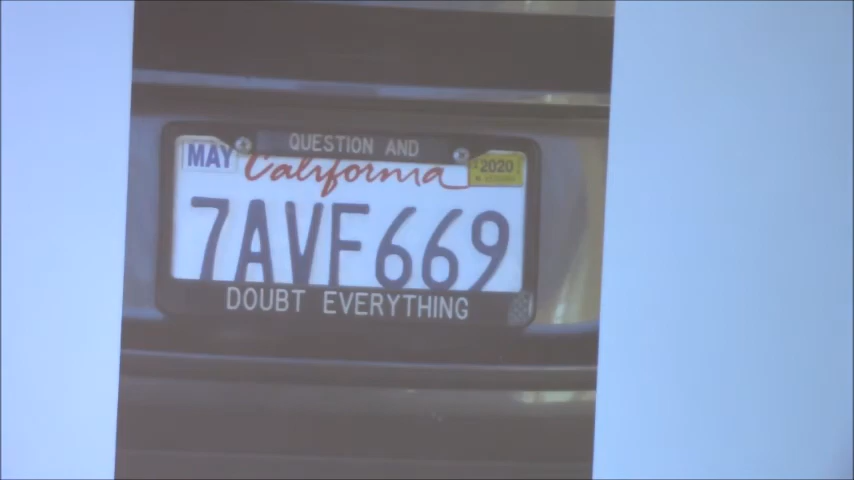 QUESTION AND
MAY California 2020
7AVF669
DOUBT EVERYTHING